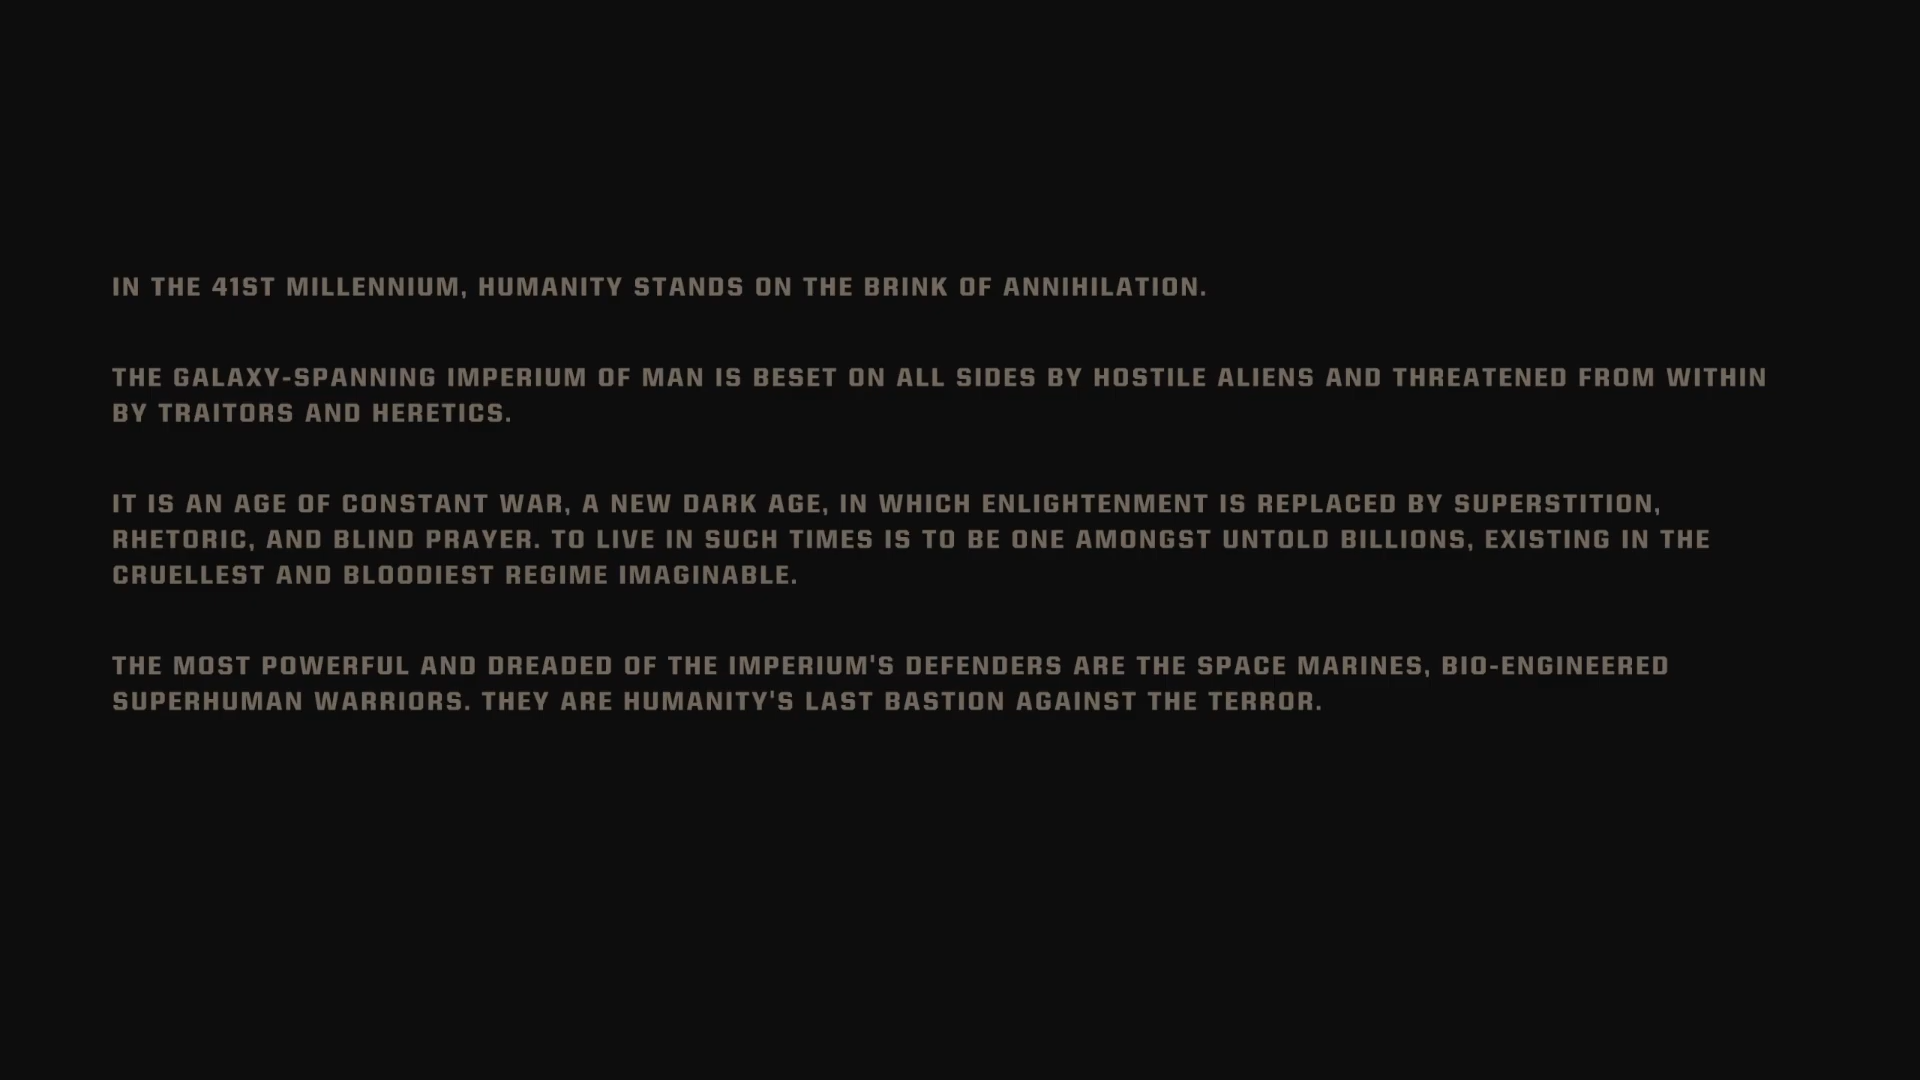 IN THE 41ST MILLENNIUM, HUMANITY STANDS ON THE BRINK OF ANNIHILATION.
THE GALAXY-SPANNING IMPERIUM OF MAN IS BESET ON ALL SIDES BY HOSTILE ALIENS AND THREATENED FROM WITHIN
BY TRAITORS AND HERETICS.
IT IS AN AGE OF CONSTANT WAR, A NEW DARK AGE, IN WHICH ENLIGHTENMENT IS REPLACED BY SUPERSTITION,
RHETORIC, AND BLIND PRAYER. TO LIVE IN SUCH TIMES IS TO BE ONE AMONGST UNTOLD BILLIONS, EXISTING IN THE
CRUELLEST AND BLOODIEST REGIME IMAGINABLE.
THE MOST POWERFUL AND DREADED OF THE IMPERIUM'S DEFENDERS ARE THE SPACE MARINES, BIO-ENGINEERED
SUPERHUMAN WARRIORS. THEY ARE HUMANITY'S LAST BASTION AGAINST THE TERROR.